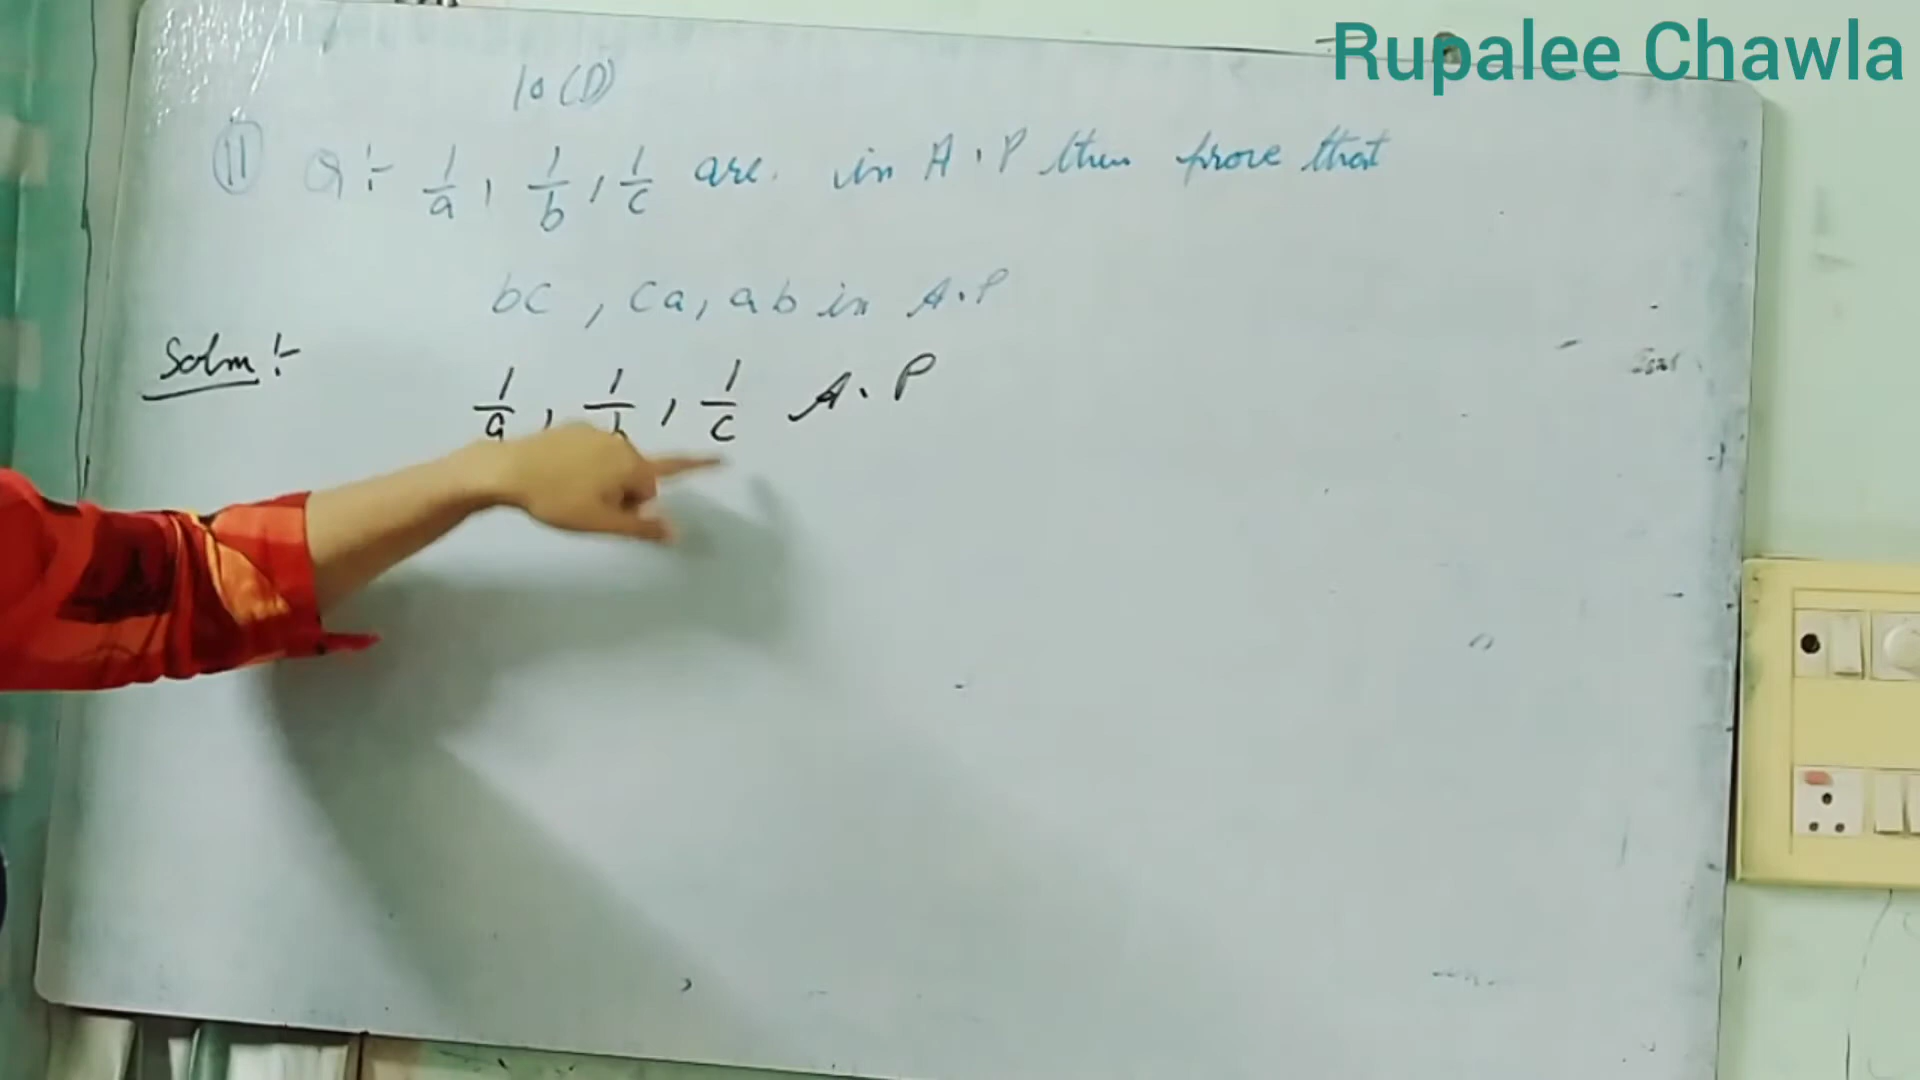 Rupalee Chawla
10 (D)
11 Q:- 1/a, 1/b, 1/c are in A.P then prove that
bc, ca, ab in A.P
Soln:-
1/a, 1/b, 1/c A.P